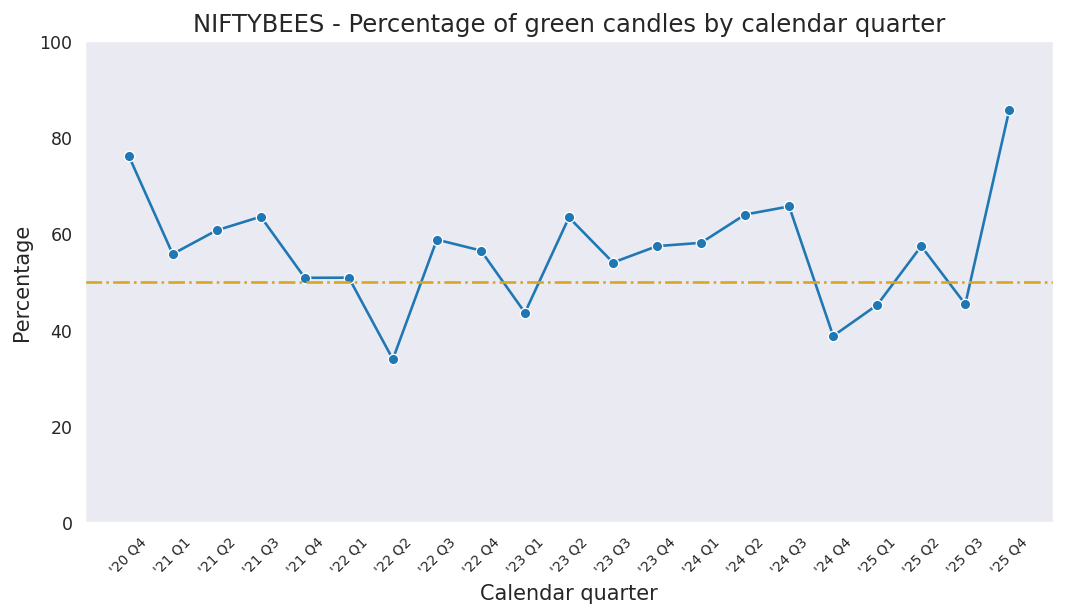 NIFTYBEES - Percentage of green candles by calendar quarter
100
80
60
40
20
0
Percentage
'20 Q4
'21 Q1
'21 Q2
'21 Q3
'21 Q4
'22 Q1
'22 Q2
'22 Q3
'22 Q4
'23 Q1
'23 Q2
'23 Q3
'23 Q4
'24 Q1
'24 Q2
'24 Q3
'24 Q4
'25 Q1
'25 Q2
'25 Q3
'25 Q4
Calendar quarter